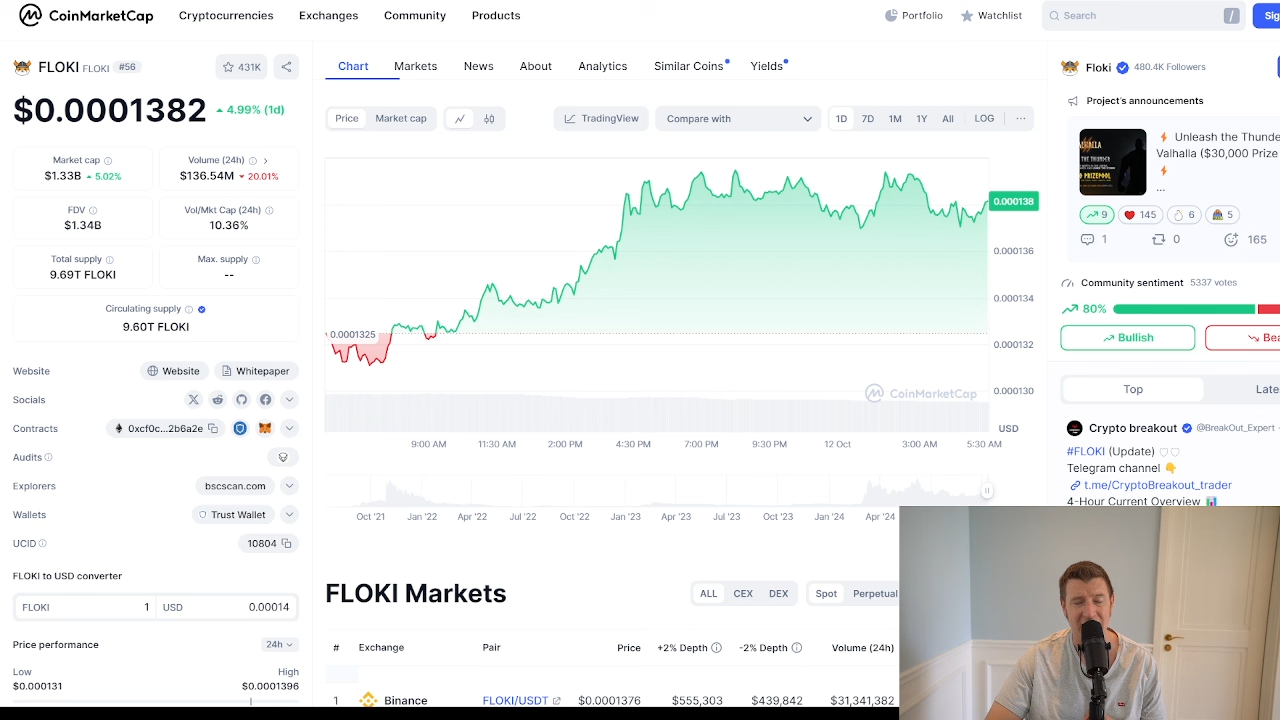 CoinMarketCap
Cryptocurrencies Exchanges Community Products
Portfolio Watchlist Search /
FLOKI FLOKI #56 431K
$0.0001382 4.99% (1d)
Market cap
$1.33B 5.02%
Volume (24h)
$136.54M 20.01%
FDV
$1.34B
Vol/Mkt Cap (24h)
10.36%
Total supply
9.69T FLOKI
Max. supply
--
Circulating supply
9.60T FLOKI
Website Website Whitepaper
Socials
Contracts 0xcf0c...2b6a2e
Audits
Explorers bscscan.com
Wallets Trust Wallet
UCID 10804
FLOKI to USD converter
FLOKI 1 USD 0.00014
Price performance 24h
Low High
$0.000131 $0.0001396
Chart Markets News About Analytics Similar Coins Yields
Price Market cap TradingView Compare with 1D 7D 1M 1Y All LOG ...
0.000138
0.000136
0.000134
0.0001325
0.000132
0.000130
CoinMarketCap
USD
9:00 AM 11:30 AM 2:00 PM 4:30 PM 7:00 PM 9:30 PM 12 Oct 3:00 AM 5:30 AM
Oct '21 Jan '22 Apr '22 Jul '22 Oct '22 Jan '23 Apr '23 Jul '23 Oct '23 Jan '24 Apr '24
FLOKI Markets ALL CEX DEX Spot Perpetual
# Exchange Pair Price +2% Depth -2% Depth Volume (24h)
1 Binance FLOKI/USDT $0.0001376 $555,303 $439,842 $31,341,382
Floki 480.4K Followers
Project's announcements
VALHALLA
THE THUNDER
PRIZEPOOL
Unleash the Thunde
Valhalla ($30,000 Prize
...
9 145 6 5
1 0 165
Community sentiment 5337 votes
80%
Bullish Bea
Top Late
Crypto breakout @BreakOut_Expert
#FLOKI (Update)
Telegram channel
t.me/CryptoBreakout_trader
4-Hour Current Overview